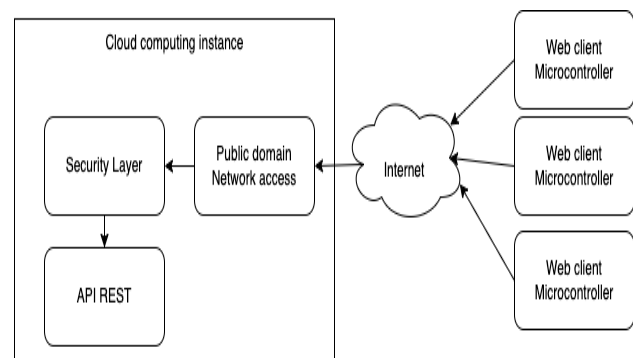 Cloud computing instance
Security Layer
Public domain
Network access
API REST
Internet
Web client
Microcontroller
Web client
Microcontroller
Web client
Microcontroller